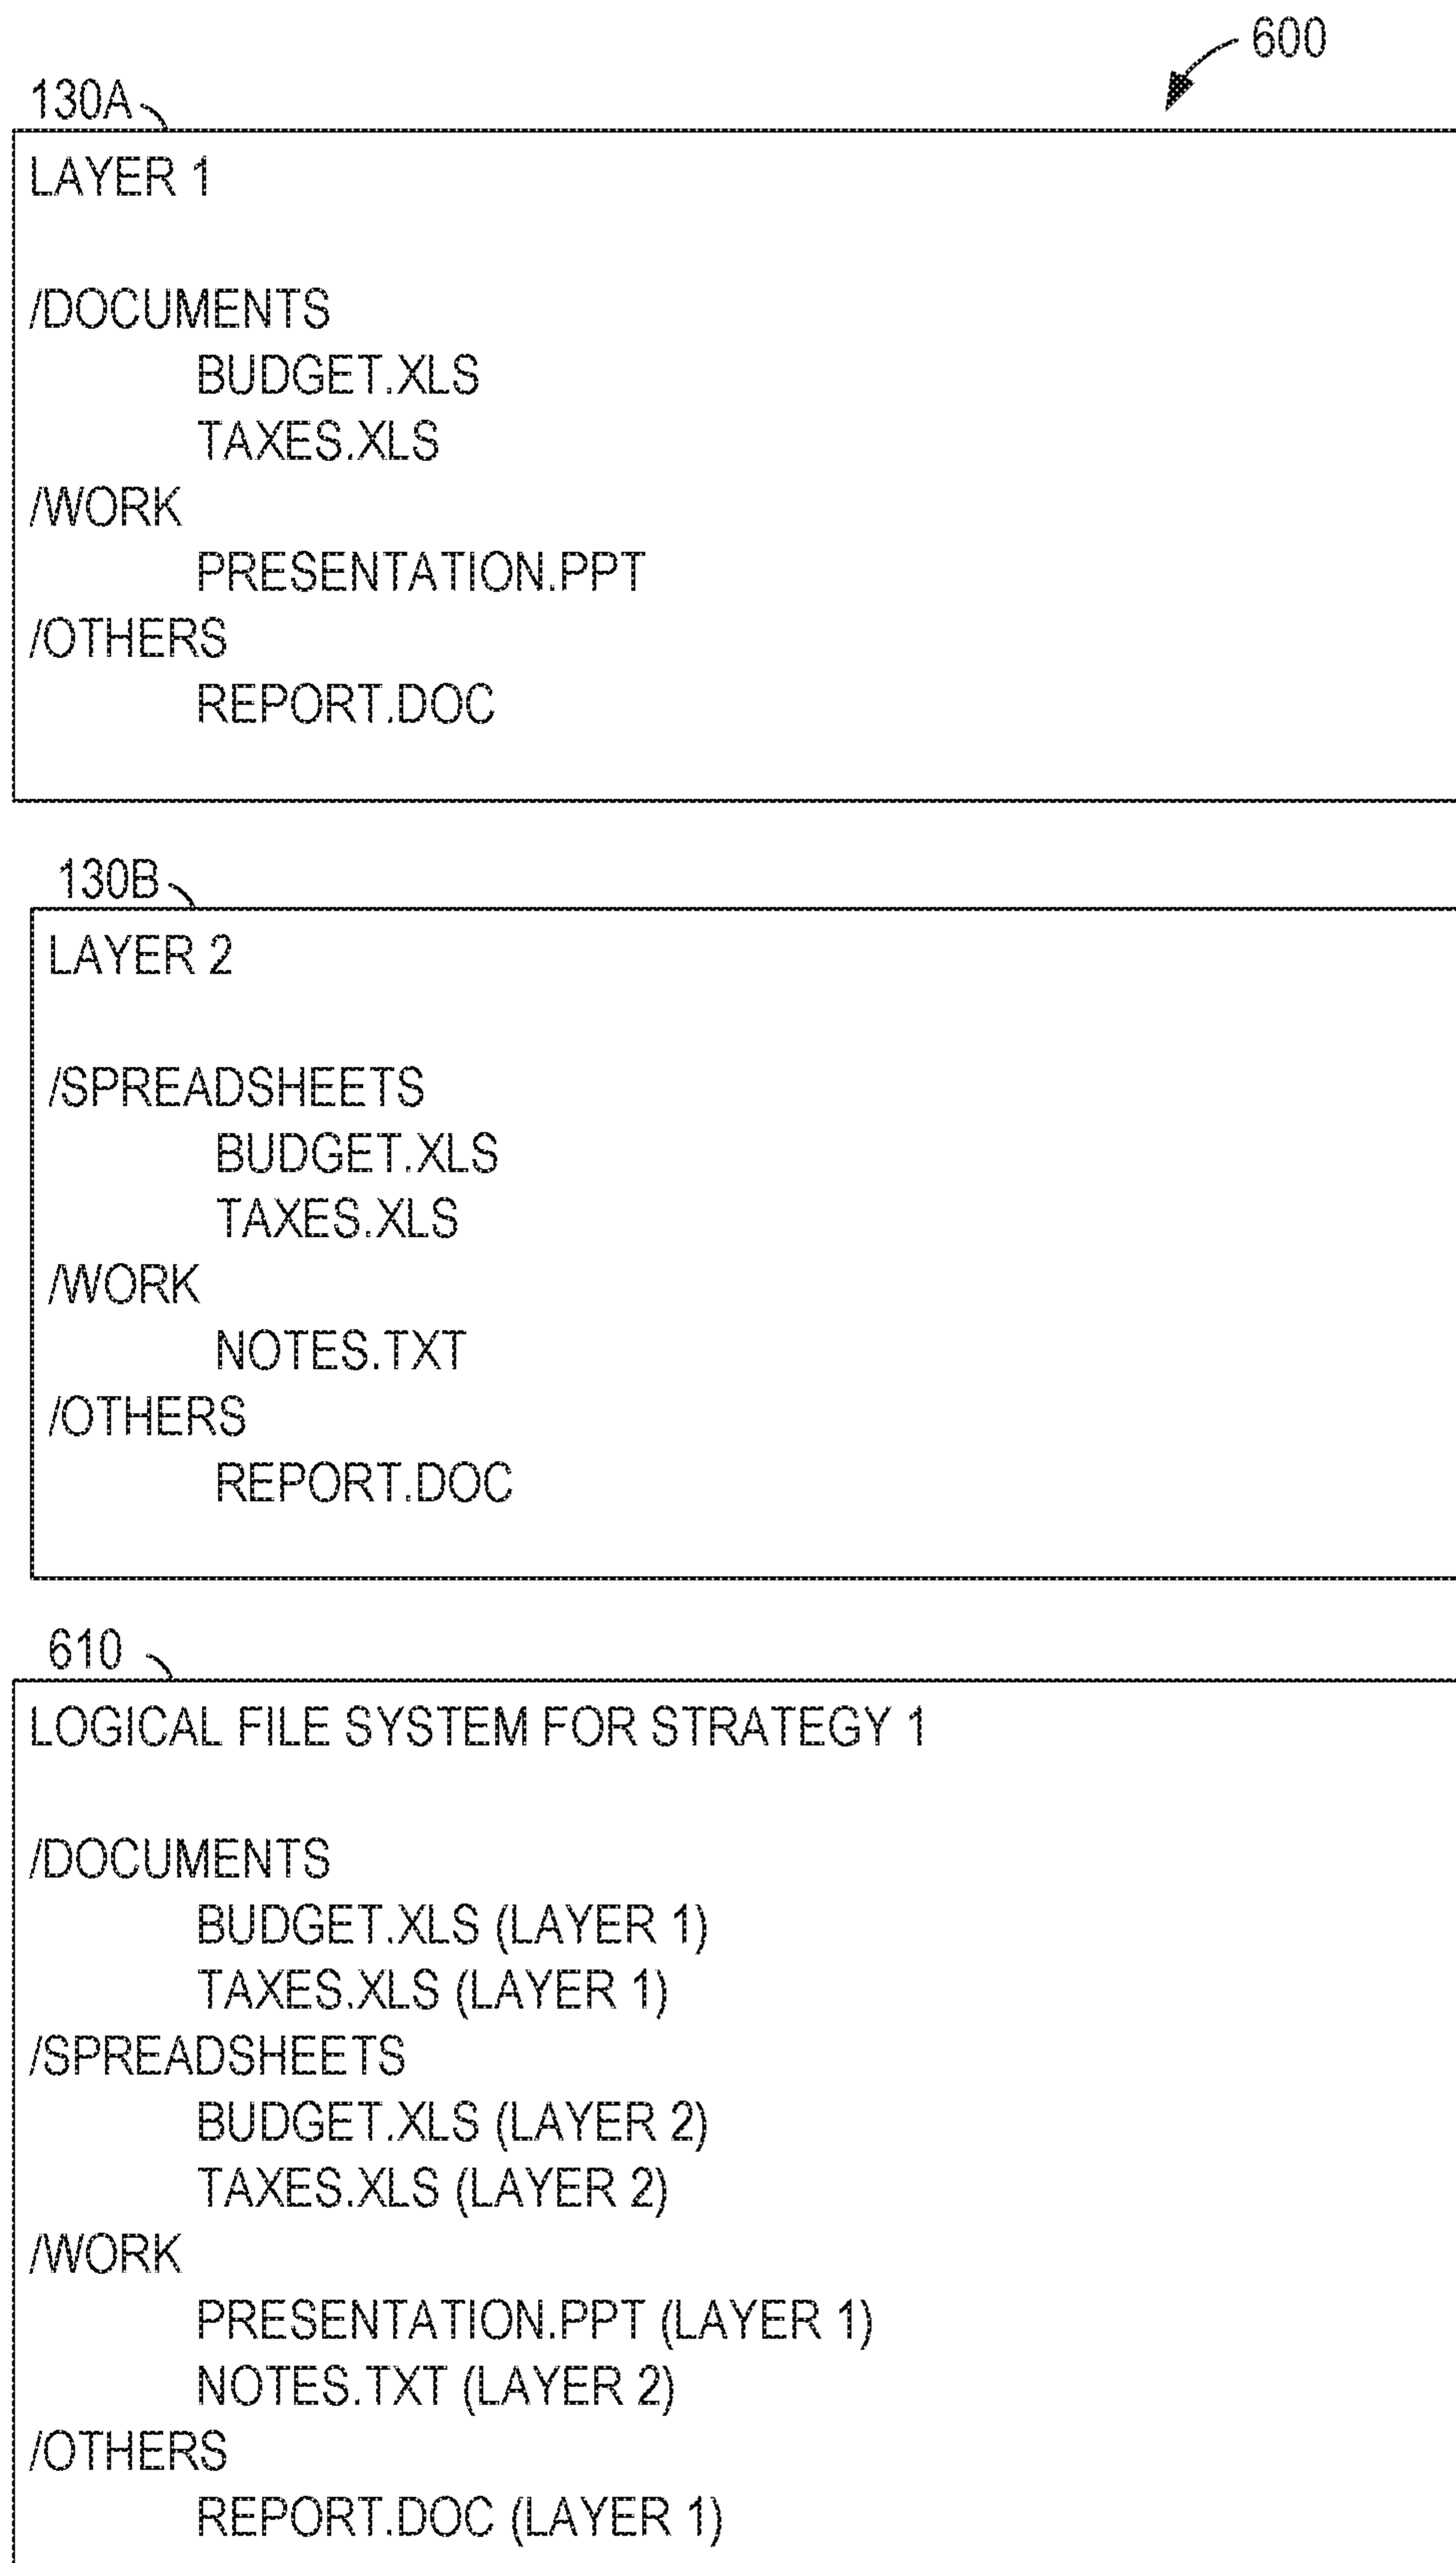 600
130A
LAYER 1
/DOCUMENTS
BUDGET.XLS
TAXES.XLS
/WORK
PRESENTATION.PPT
/OTHERS
REPORT.DOC
130B
LAYER 2
/SPREADSHEETS
BUDGET.XLS
TAXES.XLS
/WORK
NOTES.TXT
/OTHERS
REPORT.DOC
610
LOGICAL FILE SYSTEM FOR STRATEGY 1
/DOCUMENTS
BUDGET.XLS (LAYER 1)
TAXES.XLS (LAYER 1)
/SPREADSHEETS
BUDGET.XLS (LAYER 2)
TAXES.XLS (LAYER 2)
/WORK
PRESENTATION.PPT (LAYER 1)
NOTES.TXT (LAYER 2)
/OTHERS
REPORT.DOC (LAYER 1)